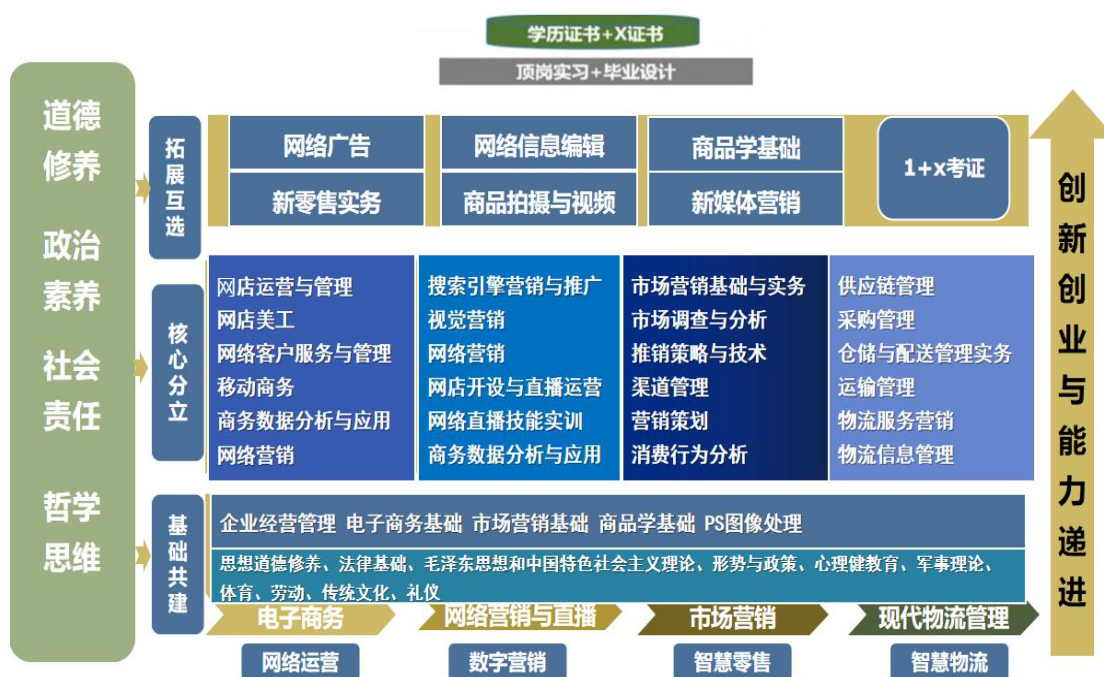 学历证书+X证书
顶岗实习+毕业设计
道德
修养
政治
素养
社会
责任
哲学
思维
拓展互选
网络广告
网络信息编辑
商品学基础
1+x考证
新零售实务
商品拍摄与视频
新媒体营销
核心分立
网店运营与管理
网店美工
网络客户服务与管理
移动商务
商务数据分析与应用
网络营销
搜索引擎营销与推广
视觉营销
网络营销
网店开设与直播运营
网络直播技能实训
商务数据分析与应用
市场营销基础与实务
市场调查与分析
推销策略与技术
渠道管理
营销策划
消费行为分析
供应链管理
采购管理
仓储与配送管理实务
运输管理
物流服务营销
物流信息管理
基础共建
企业经营管理 电子商务基础 市场营销基础 商品学基础 PS图像处理
思想道德修养、法律基础、毛泽东思想和中国特色社会主义理论、形势与政策、心理健教育、军事理论、
体育、劳动、传统文化、礼仪
电子商务
网络营销与直播
市场营销
现代物流管理
网络运营
数字营销
智慧零售
智慧物流
创新创业与能力递进